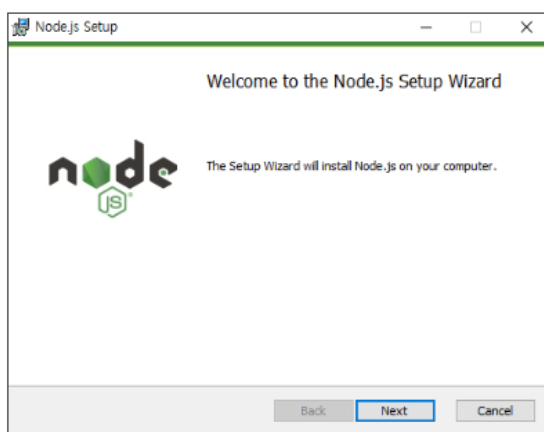 Node.js Setup
Welcome to the Node.js Setup Wizard
node
JS
The Setup Wizard will install Node.js on your computer.
Back Next Cancel